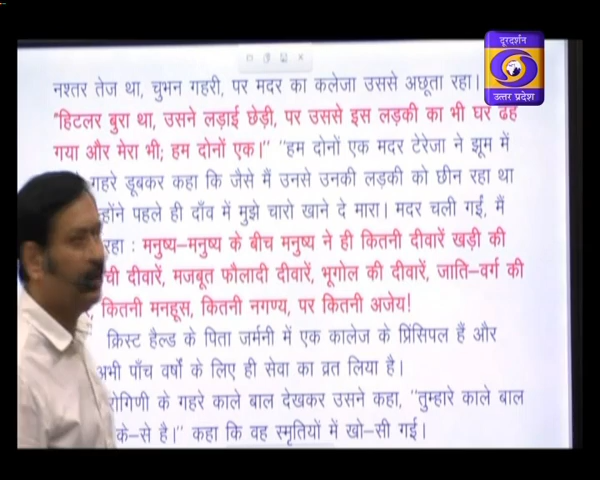 दूरदर्शन
उत्तर प्रदेश
नश्तर तेज था, चुभन गहरी, पर मदर का कलेजा उससे अछूता रहा।
"हिटलर बुरा था, उसने लड़ाई छेड़ी, पर उससे इस लड़की का भी घर ढह
गया और मेरा भी; हम दोनों एक।" "हम दोनों एक मदर टेरेजा ने झूम में
गहरे डूबकर कहा कि जैसे मैं उनसे उनकी लड़की को छीन रहा था
होंने पहले ही दाँव में मुझे चारो खाने दे मारा। मदर चली गईं, मैं
रहा : मनुष्य–मनुष्य के बीच मनुष्य ने ही कितनी दीवारें खड़ी की
ची दीवारें, मजबूत फौलादी दीवारें, भूगोल की दीवारें, जाति–वर्ग की
कितनी मनहूस, कितनी नगण्य, पर कितनी अजेय!
क्रिस्ट हैल्ड के पिता जर्मनी में एक कालेज के प्रिंसिपल हैं और
अभी पाँच वर्षों के लिए ही सेवा का व्रत लिया है।
रोगिणी के गहरे काले बाल देखकर उसने कहा, "तुम्हारे काले बाल
के–से है।" कहा कि वह स्मृतियों में खो–सी गई।